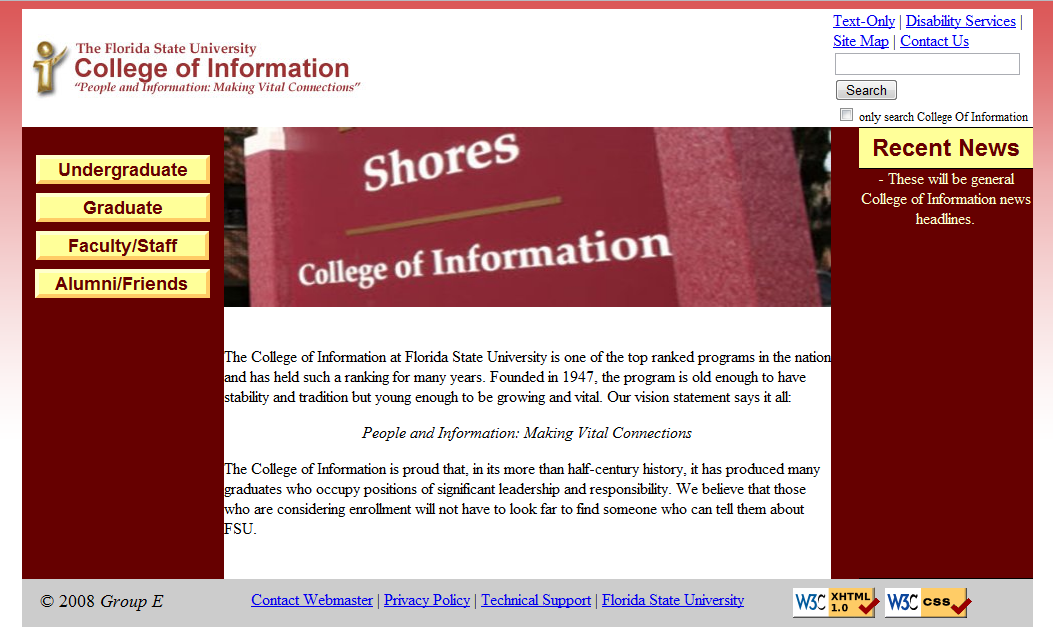 The Florida State University
College of Information
“People and Information: Making Vital Connections”
Text-Only | Disability Services |
Site Map | Contact Us
Search
only search College Of Information
Undergraduate
Graduate
Faculty/Staff
Alumni/Friends
Shores
College of Information
Recent News
- These will be general
College of Information news
headlines.
The College of Information at Florida State University is one of the top ranked programs in the nation
and has held such a ranking for many years. Founded in 1947, the program is old enough to have
stability and tradition but young enough to be growing and vital. Our vision statement says it all:
People and Information: Making Vital Connections
The College of Information is proud that, in its more than half-century history, it has produced many
graduates who occupy positions of significant leadership and responsibility. We believe that those
who are considering enrollment will not have to look far to find someone who can tell them about
FSU.
© 2008 Group E
Contact Webmaster | Privacy Policy | Technical Support | Florida State University
W3C XHTML 1.0
W3C css